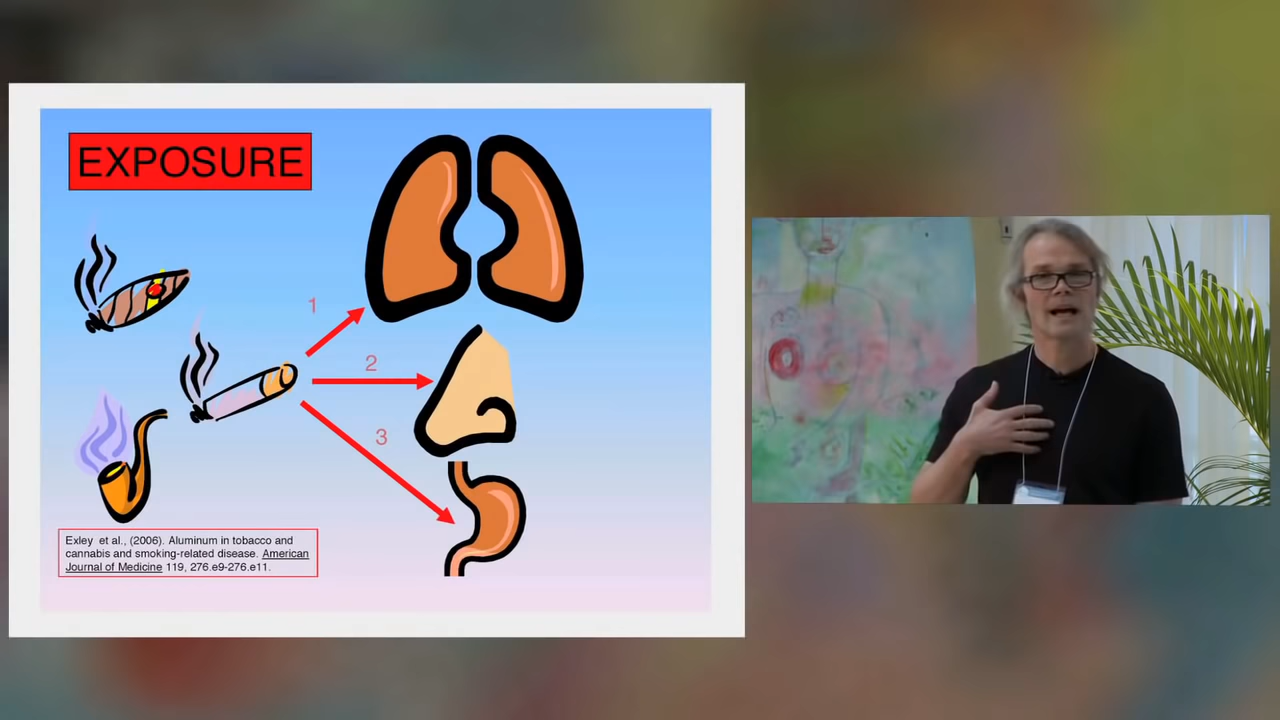 EXPOSURE
1
2
3
Exley et al., (2006). Aluminum in tobacco and
cannabis and smoking-related disease. American
Journal of Medicine 119, 276.e9-276.e11.